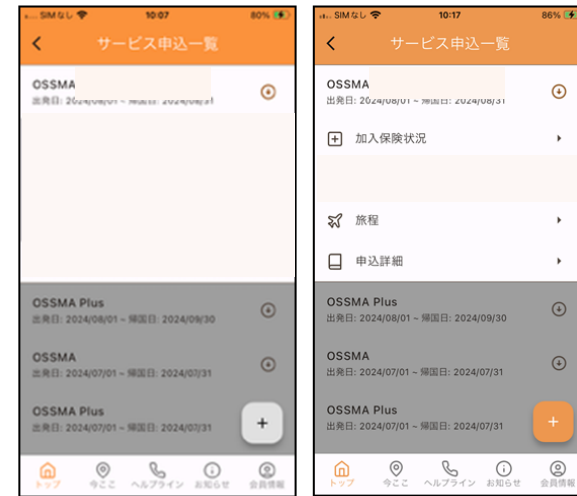 SIMなし 10:07 80%
サービス申込一覧
OSSMA
出発日: 2024/08/01 ~ 帰国日: 2024/08/31
OSSMA Plus
出発日: 2024/08/01 ~ 帰国日: 2024/09/30
OSSMA
出発日: 2024/07/01 ~ 帰国日: 2024/07/31
OSSMA Plus
出発日: 2024/07/01 ~ 帰国日: 2024/07/31
+
トップ 今ここ ヘルプライン お知らせ 会員情報
SIMなし 10:17 86%
サービス申込一覧
OSSMA
出発日: 2024/08/01 ~ 帰国日: 2024/08/31
加入保険状況
旅程
申込詳細
OSSMA Plus
出発日: 2024/08/01 ~ 帰国日: 2024/09/30
OSSMA
出発日: 2024/07/01 ~ 帰国日: 2024/07/31
OSSMA Plus
出発日: 2024/07/01 ~ 帰国日: 2024/07/31
+
トップ 今ここ ヘルプライン お知らせ 会員情報